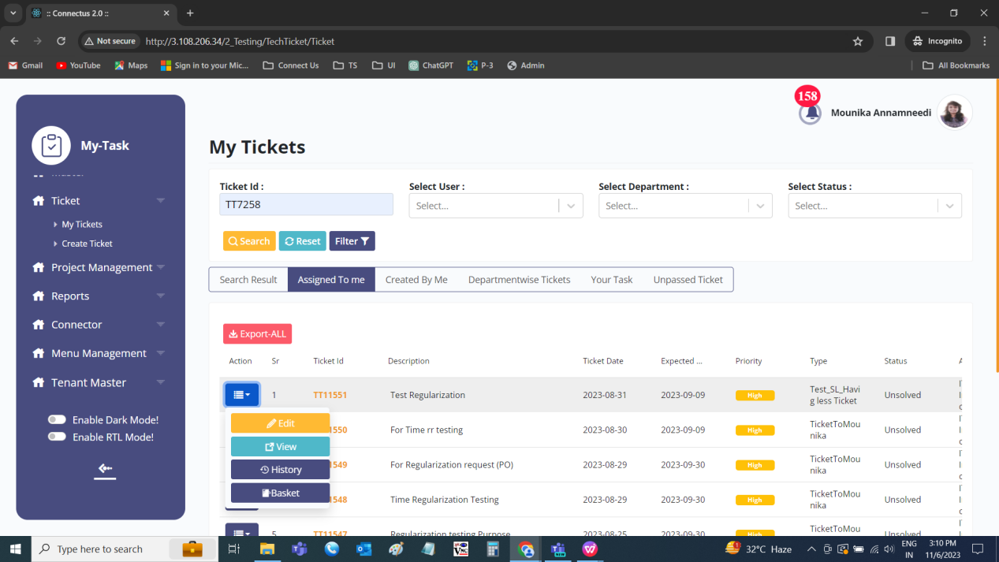 :: Connectus 2.0 ::
Not secure
http://3.108.206.34/2_Testing/TechTicket/Ticket
Incognito
Gmail
YouTube
Maps
Sign in to your Mic...
Connect Us
TS
UI
ChatGPT
P-3
Admin
All Bookmarks
158
Mounika Annamneedi
My-Task
Ticket
My Tickets
Create Ticket
Project Management
Reports
Connector
Menu Management
Tenant Master
Enable Dark Mode!
Enable RTL Mode!
My Tickets
Ticket Id :
Select User :
Select Department :
Select Status :
TT7258
Select...
Select...
Select...
Search
Reset
Filter
Search Result
Assigned To me
Created By Me
Departmentwise Tickets
Your Task
Unpassed Ticket
Export-ALL
Action Sr Ticket Id Description Ticket Date Expected ... Priority Type Status
1 TT11551 Test Regularization 2023-08-31 2023-09-09 High Test_SL_Havi
g less Ticket Unsolved
Edit
View
History
Basket
1550 For Time rr testing 2023-08-30 2023-09-09 High TicketToMou
nika Unsolved
1549 For Regularization request (PO) 2023-08-29 2023-09-30 High TicketToMou
nika Unsolved
1548 Time Regularization Testing 2023-08-29 2023-09-30 High TicketToMou
nika Unsolved
5 TT11547 Regularization testing Purpose 2023-08-25 2023-09-30 High TicketToMou
Unsolved
Type here to search
32°C Haze
ENG
IN
3:10 PM
11/6/2023